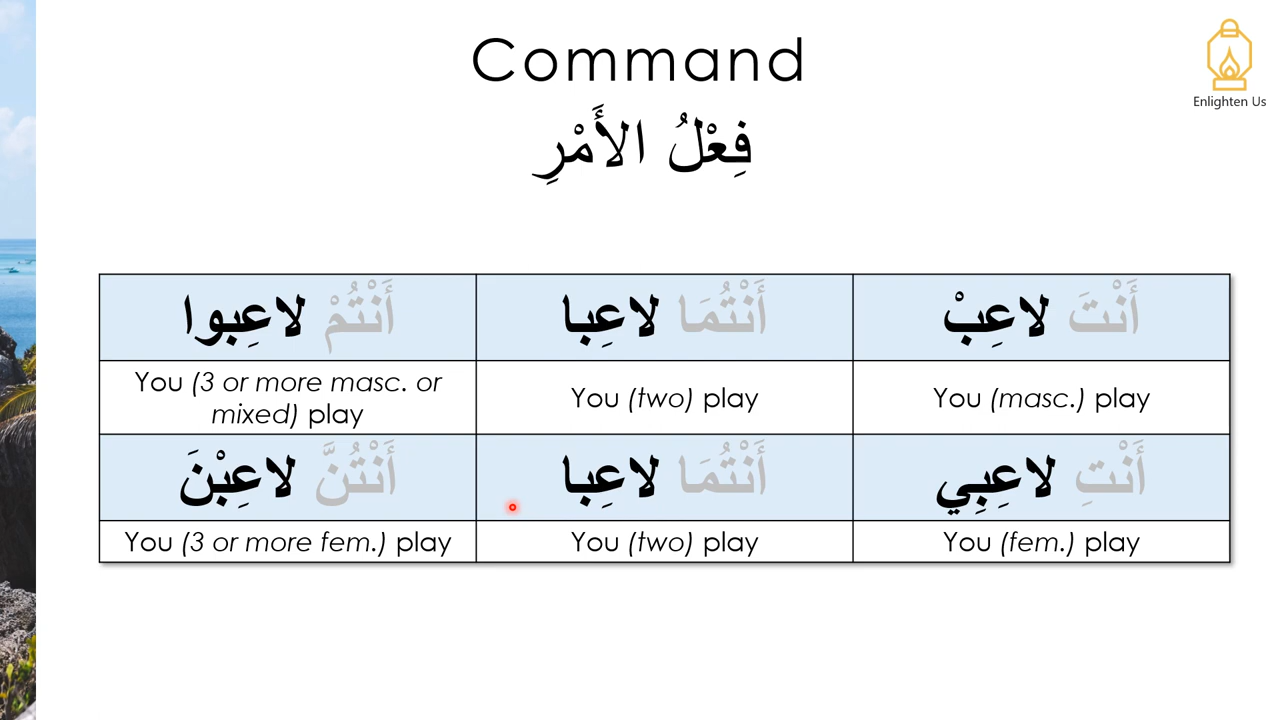 Command
فِعْلُ الأَمْرِ
Enlighten Us
أَنْتَ لاعِبْ
أَنْتُمَا لاعِبا
أَنْتُمْ لاعِبوا
You (masc.) play
You (two) play
You (3 or more masc. or
mixed) play
أَنْتِ لاعِبِي
أَنْتُمَا لاعِبا
أَنْتُنَّ لاعِبْنَ
You (fem.) play
You (two) play
You (3 or more fem.) play